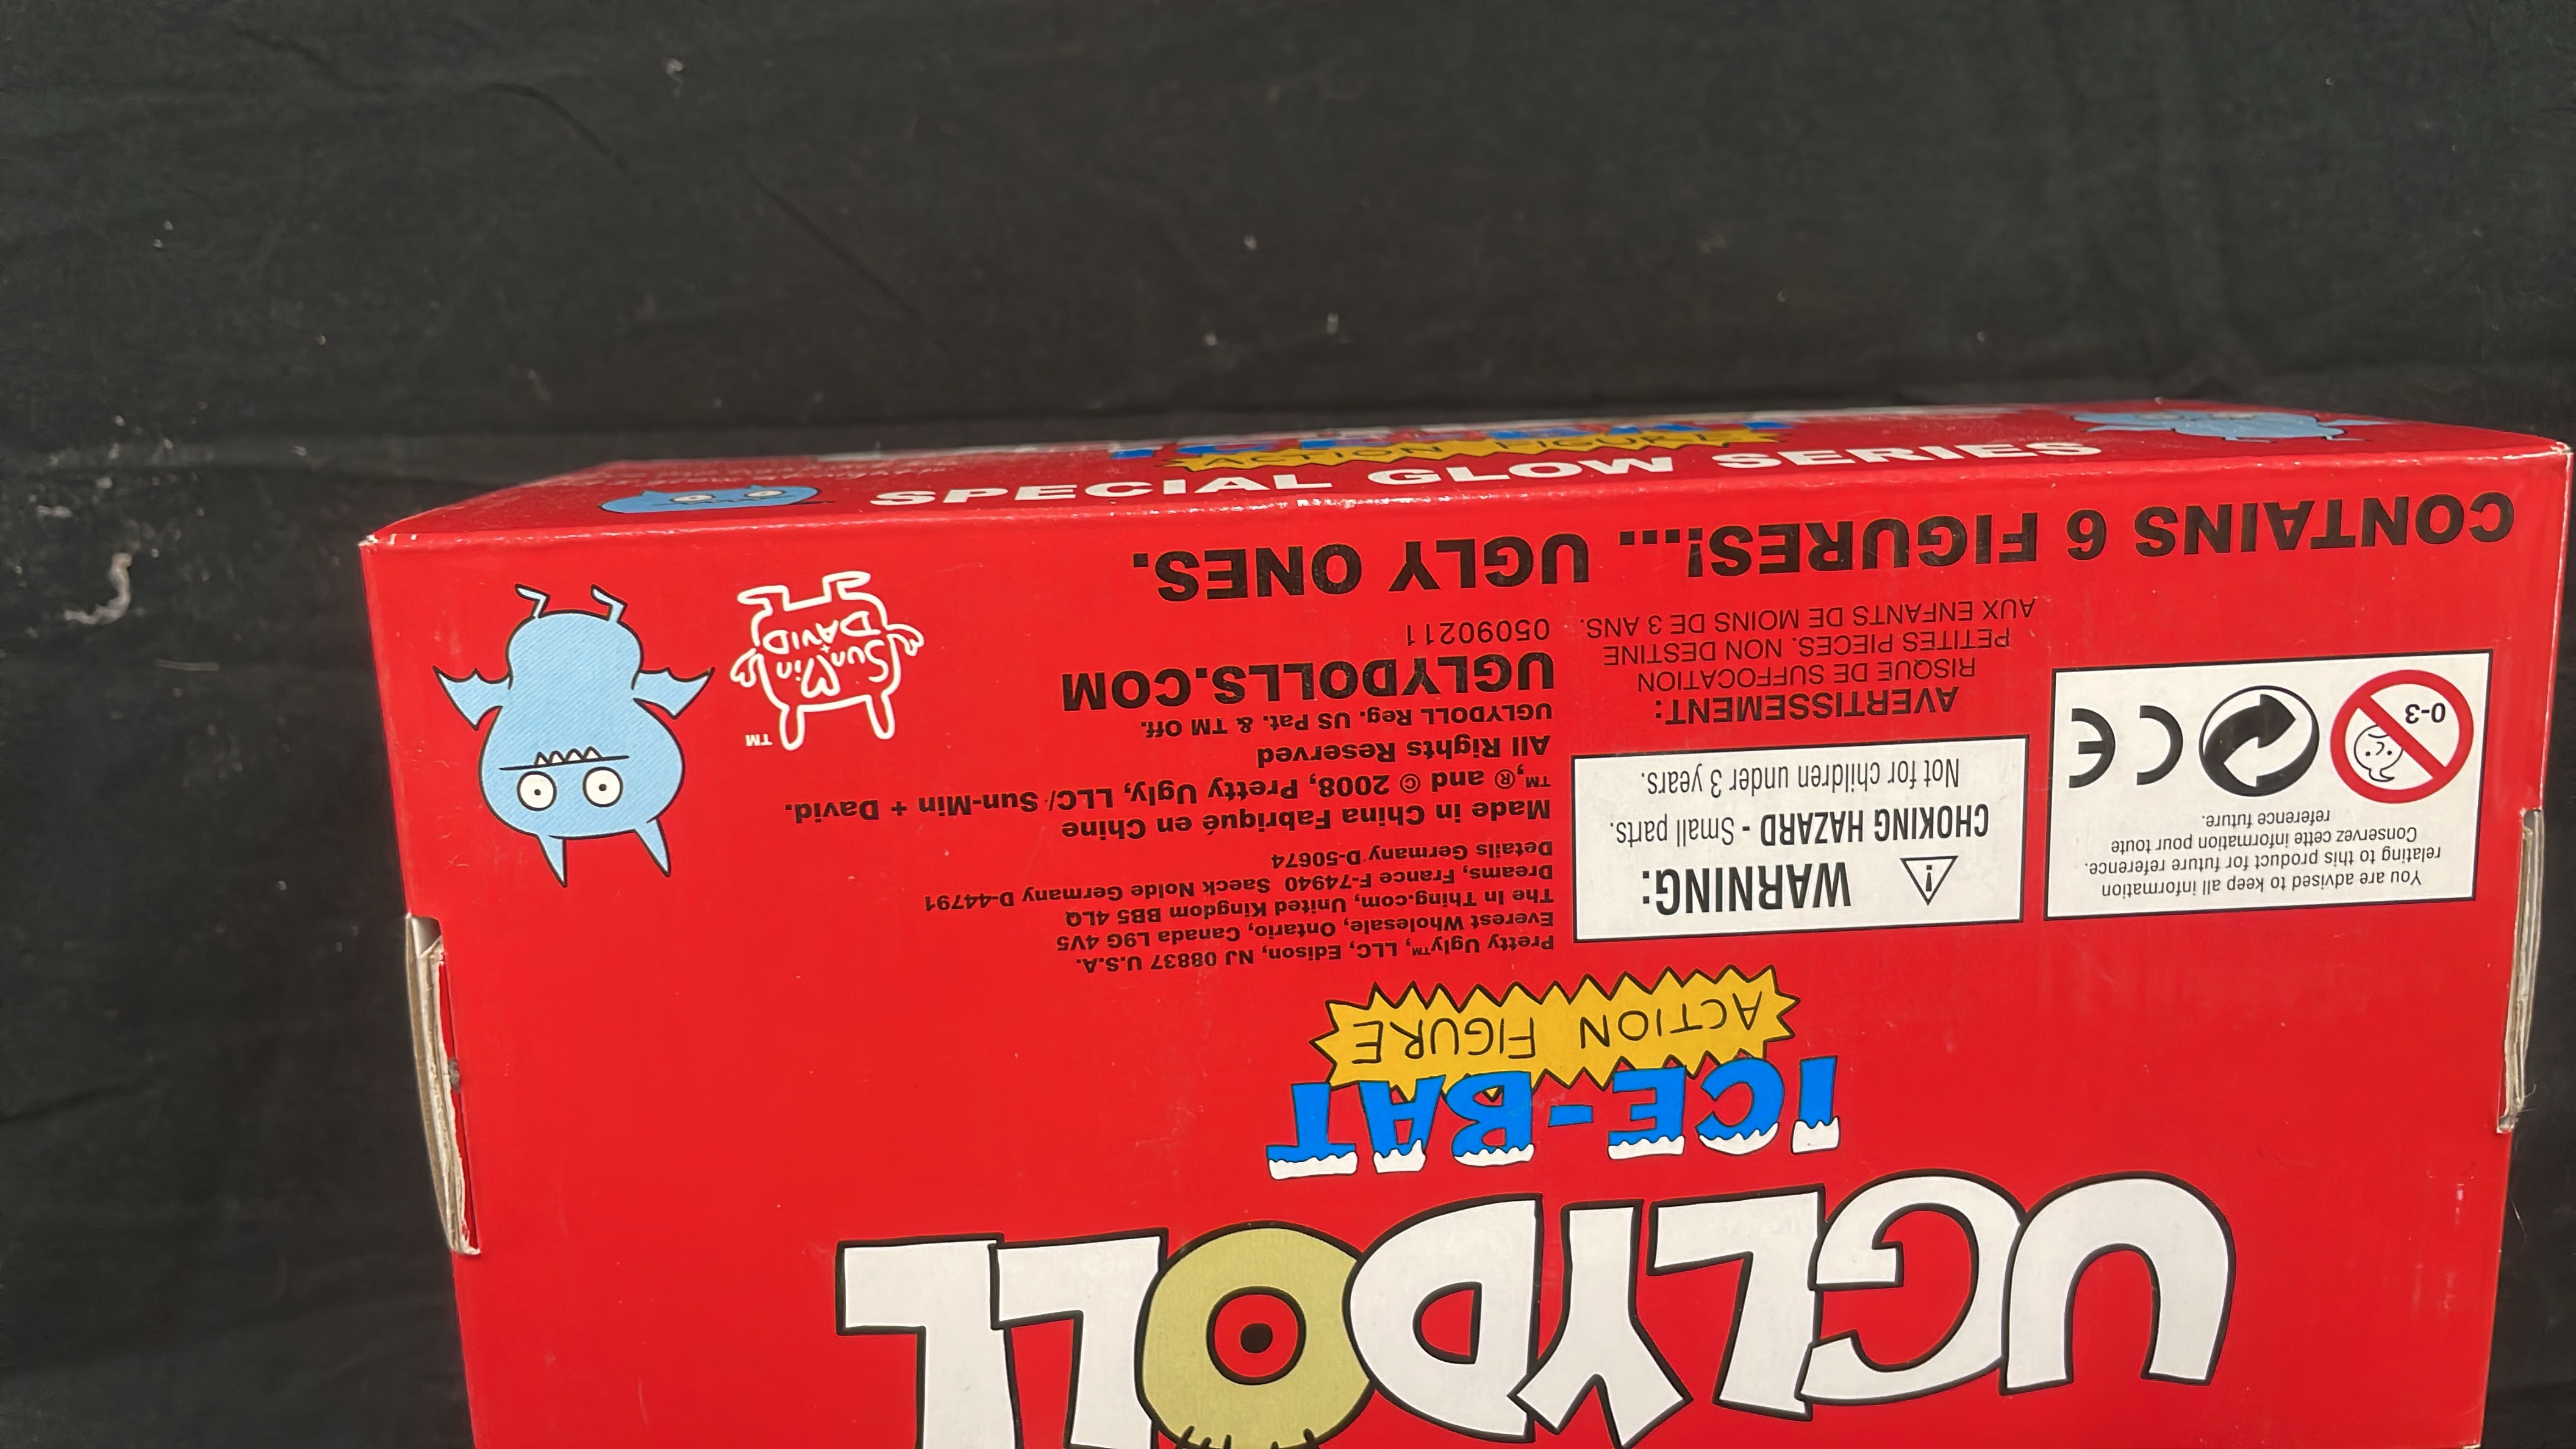 UGLYDOLL
ICE-BAT
ACTION FIGURE
You are advised to keep all information
relating to this product for future reference.
Conservez cette information pour toute
reference future.
0-3
CE
WARNING:
CHOKING HAZARD - Small parts.
Not for children under 3 years.
AVERTISSEMENT:
RISQUE DE SUFFOCATION
PETITES PIECES. NON DESTINE
AUX ENFANTS DE MOINS DE 3 ANS.
Pretty Ugly™, LLC, Edison, NJ 08837 U.S.A.
Everest Wholesale, Ontario, Canada L9G 4V5
The In Thing.com, United Kingdom BB5 4LQ
Dreams, France F-74940 Saeck Nolde Germany D-44791
Details Germany D-50674
Made in China Fabriqué en Chine
™,® and © 2008, Pretty Ugly, LLC/ Sun-Min + David.
All Rights Reserved
UGLYDOLL Reg. US Pat. & TM Off.
UGLYDOLLS.COM
05090211
TM
SunMin
+
DAVID
CONTAINS 6 FIGURES!... UGLY ONES.
SPECIAL GLOW SERIES
ACTION FIGURE